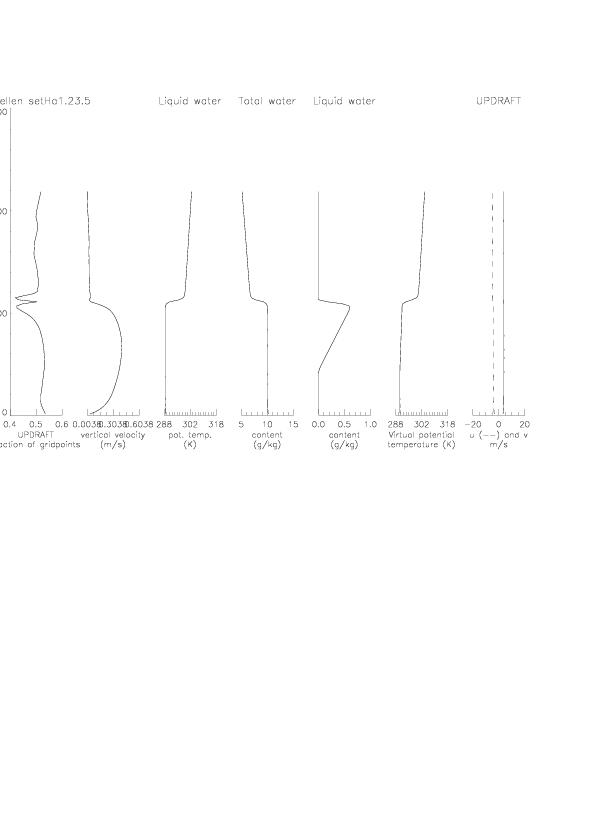 ellen setHa1.23.5 Liquid water Total water Liquid water UPDRAFT
00
00
00
0
0.4 0.5 0.6 0.0038 0.3038 0.6038 288 302 318 5 10 15 0.0 0.5 1.0 288 302 318 −20 0 20
UPDRAFT vertical velocity pot. temp. content content Virtual potential u (−−) and v
action of gridpoints (m/s) (K) (g/kg) (g/kg) temperature (K) m/s